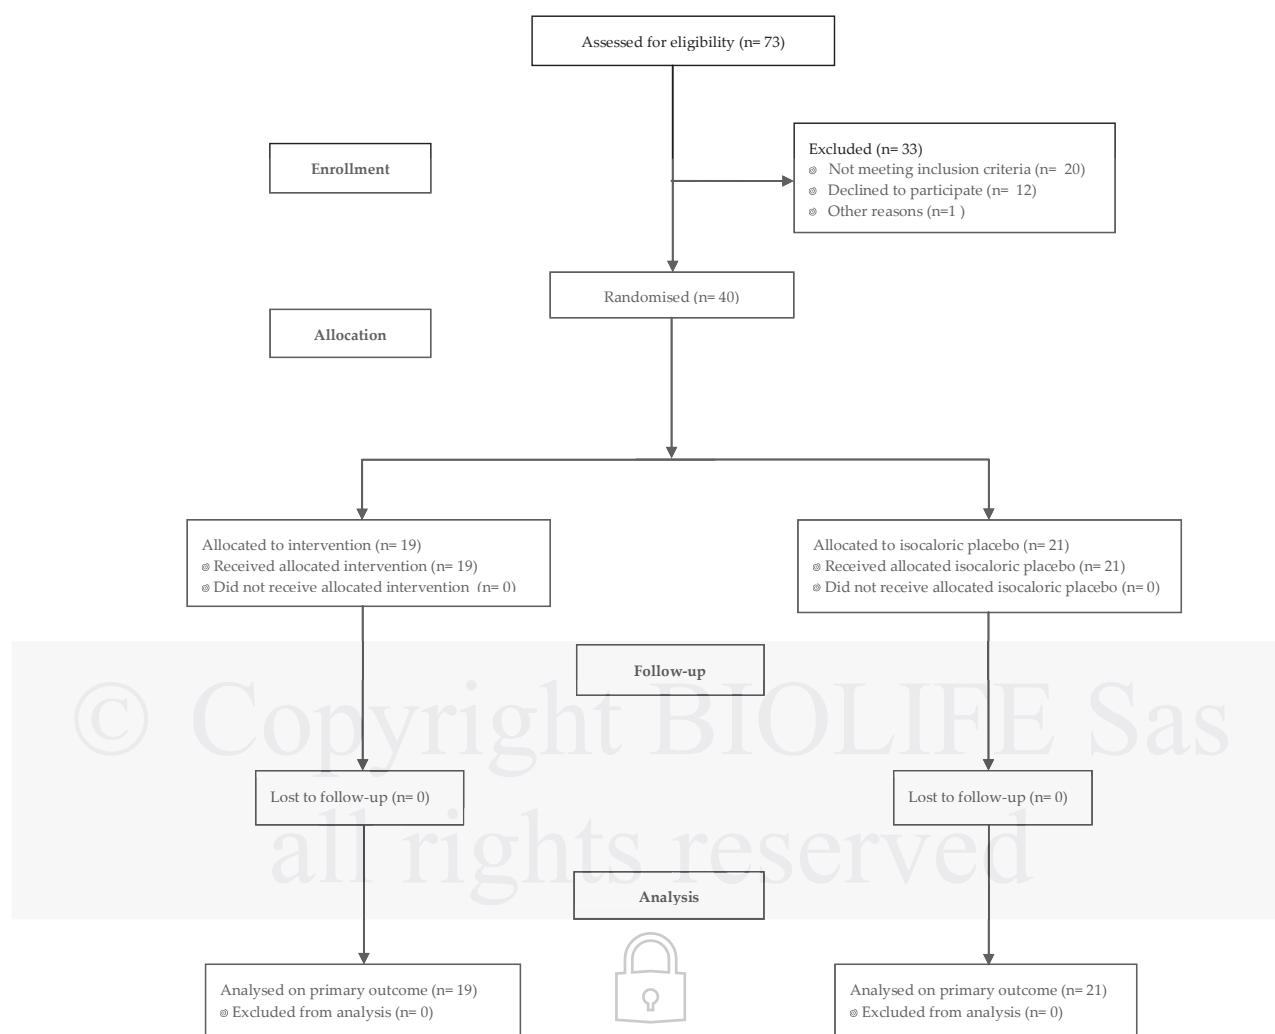 Assessed for eligibility (n= 73)
Enrollment
Excluded (n= 33)
Not meeting inclusion criteria (n= 20)
Declined to participate (n= 12)
Other reasons (n=1 )
Randomised (n= 40)
Allocation
Allocated to intervention (n= 19)
Received allocated intervention (n= 19)
Did not receive allocated intervention (n= 0)
Allocated to isocaloric placebo (n= 21)
Received allocated isocaloric placebo (n= 21)
Did not receive allocated isocaloric placebo (n= 0)
Follow-up
© Copyright BIOLIFE Sas
Lost to follow-up (n= 0)
Lost to follow-up (n= 0)
all rights reserved
Analysis
Analysed on primary outcome (n= 19)
Excluded from analysis (n= 0)
Analysed on primary outcome (n= 21)
Excluded from analysis (n= 0)